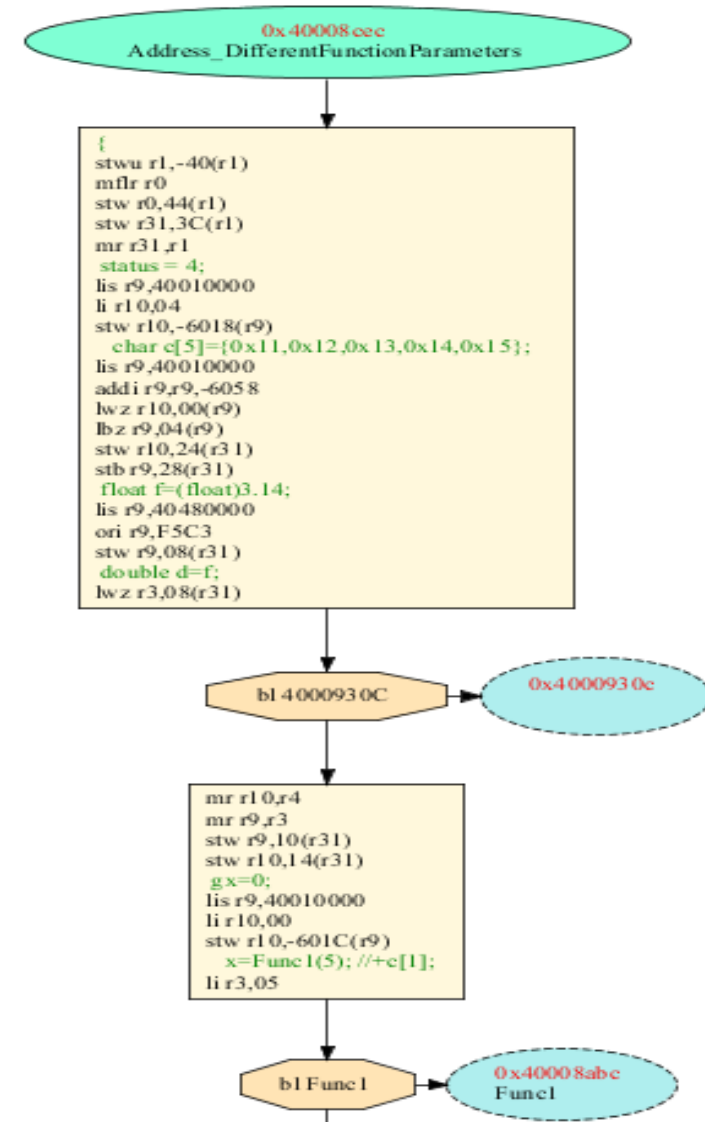 0x40008cec
Address_DifferentFunctionParameters
{
stwu r1,-40(r1)
mflr r0
stw r0,44(r1)
stw r31,3C(r1)
mr r31,r1
status = 4;
lis r9,40010000
li r10,04
stw r10,-6018(r9)
char c[5]={0x11,0x12,0x13,0x14,0x15};
lis r9,40010000
addi r9,r9,-6058
lwz r10,00(r9)
lbz r9,04(r9)
stw r10,24(r31)
stb r9,28(r31)
float f=(float)3.14;
lis r9,40480000
ori r9,F5C3
stw r9,08(r31)
double d=f;
lwz r3,08(r31)
bl 4000930C
0x4000930c
mr r10,r4
mr r9,r3
stw r9,10(r31)
stw r10,14(r31)
gx=0;
lis r9,40010000
li r10,00
stw r10,-601C(r9)
x=Func1(5); //+c[1];
li r3,05
bl Func1
0x40008abc
Func1